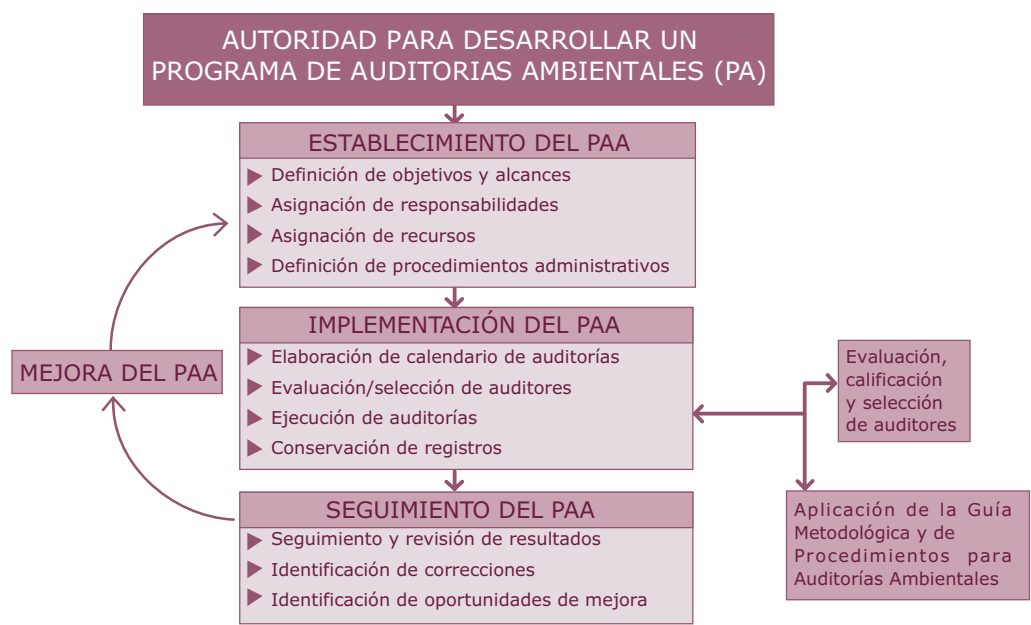 AUTORIDAD PARA DESARROLLAR UN
PROGRAMA DE AUDITORIAS AMBIENTALES (PA)
ESTABLECIMIENTO DEL PAA
Definición de objetivos y alcances
Asignación de responsabilidades
Asignación de recursos
Definición de procedimientos administrativos
IMPLEMENTACIÓN DEL PAA
Elaboración de calendario de auditorías
Evaluación/selección de auditores
Ejecución de auditorías
Conservación de registros
MEJORA DEL PAA
Evaluación,
calificación
y selección
de auditores
SEGUIMIENTO DEL PAA
Seguimiento y revisión de resultados
Identificación de correcciones
Identificación de oportunidades de mejora
Aplicación de la Guía
Metodológica y de
Procedimientos para
Auditorías Ambientales